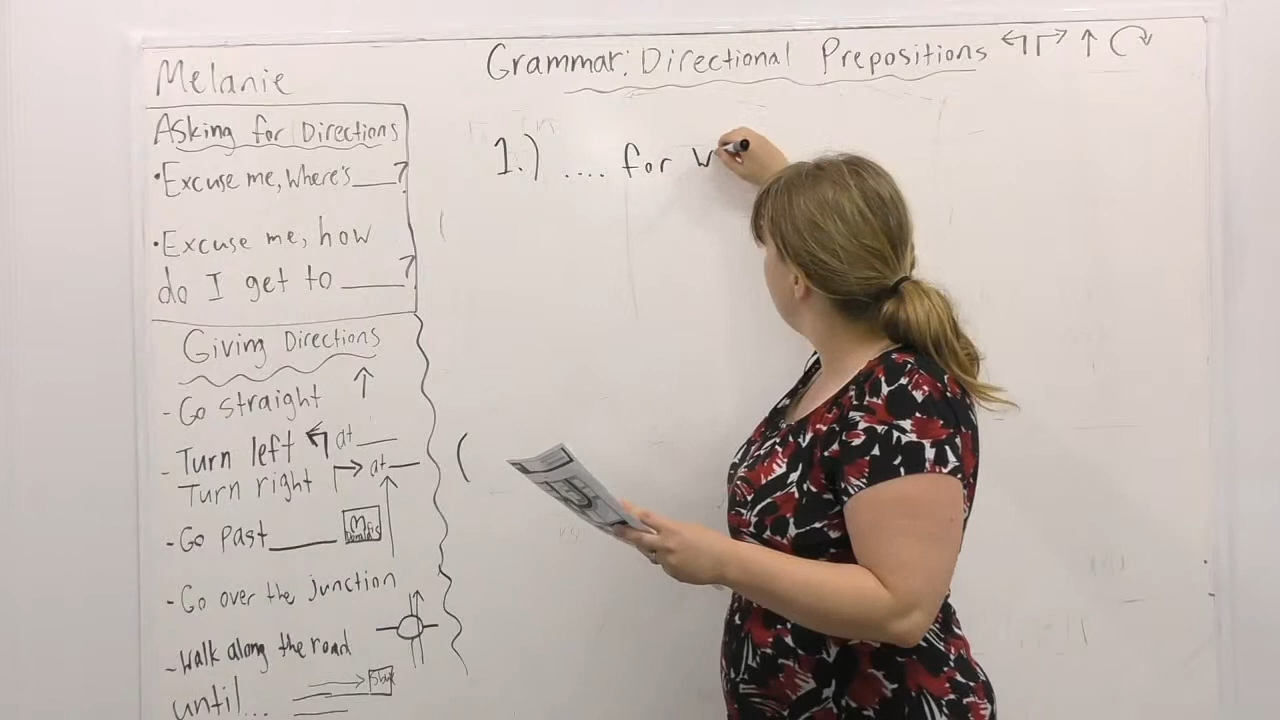 Melanie
Grammar: Directional Prepositions
Asking for Directions
• Excuse me, Where's ___?
• Excuse me, how
do I get to ___?
1.) .... for w
Giving Directions
- Go straight
- Turn left at ___
Turn right at ___
- Go past ___
- Go over the junction
- Walk along the road
until...